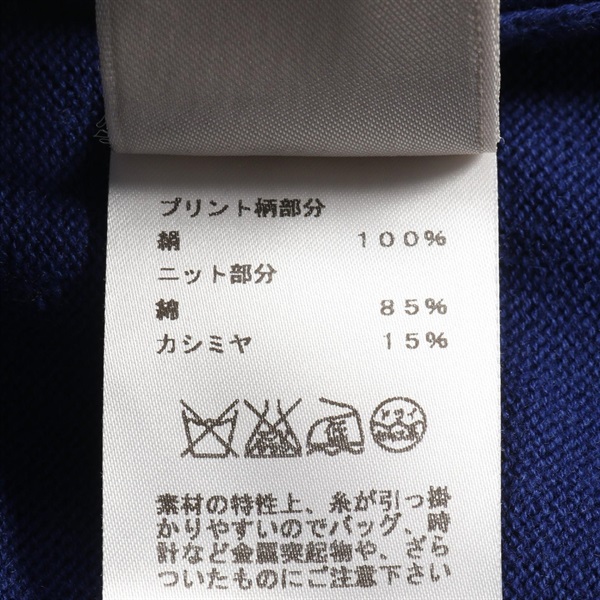 プリント柄部分
絹 100%
ニット部分
綿 85%
カシミヤ 15%
低
ドライ
素材の特性上、糸が引っ掛
かりやすいのでバッグ、時
計など金属突起物や、ざら
ついたものにご注意下さい